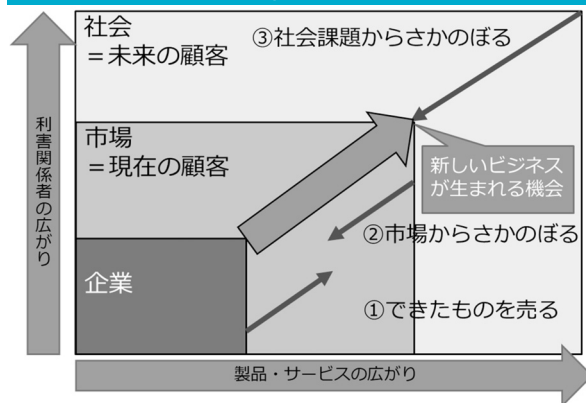 社会
＝未来の顧客
③社会課題からさかのぼる
市場
＝現在の顧客
新しいビジネス
が生まれる機会
②市場からさかのぼる
企業
①できたものを売る
利害関係者の広がり
製品・サービスの広がり